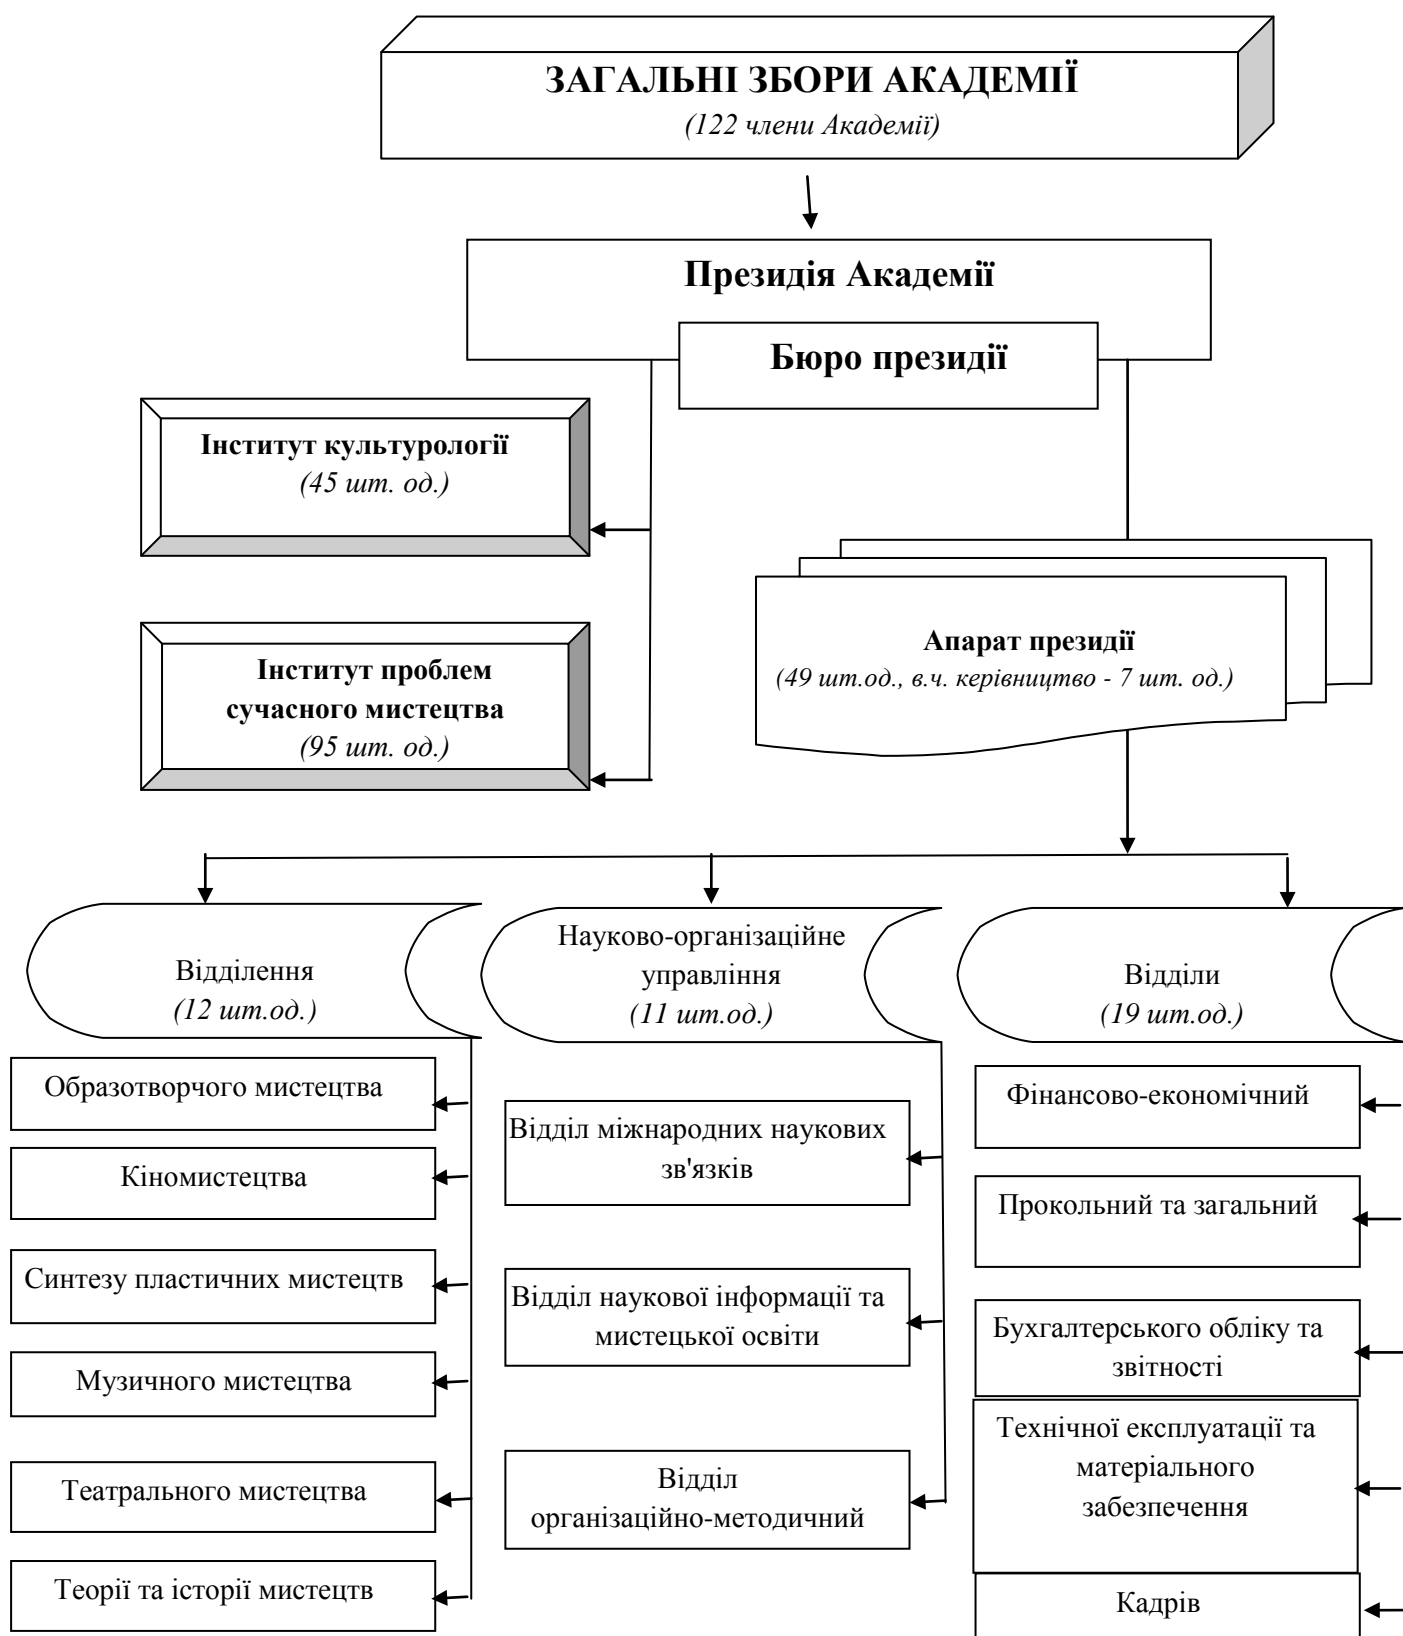 ЗАГАЛЬНІ ЗБОРИ АКАДЕМІЇ
(122 члени Академії)
Президія Академії
Бюро президії
Інститут культурології
(45 шт. од.)
Інститут проблем
сучасного мистецтва
(95 шт. од.)
Апарат президії
(49 шт.од., в.ч. керівництво - 7 шт. од.)
Відділення
(12 шт.од.)
Образотворчого мистецтва
Кіномистецтва
Синтезу пластичних мистецтв
Музичного мистецтва
Театрального мистецтва
Теорії та історії мистецтв
Науково-організаційне
управління
(11 шт.од.)
Відділ міжнародних наукових
зв'язків
Відділ наукової інформації та
мистецької освіти
Відділ
організаційно-методичний
Відділи
(19 шт.од.)
Фінансово-економічний
Прокольний та загальний
Бухгалтерського обліку та
звітності
Технічної експлуатації та
матеріального
забезпечення
Кадрів